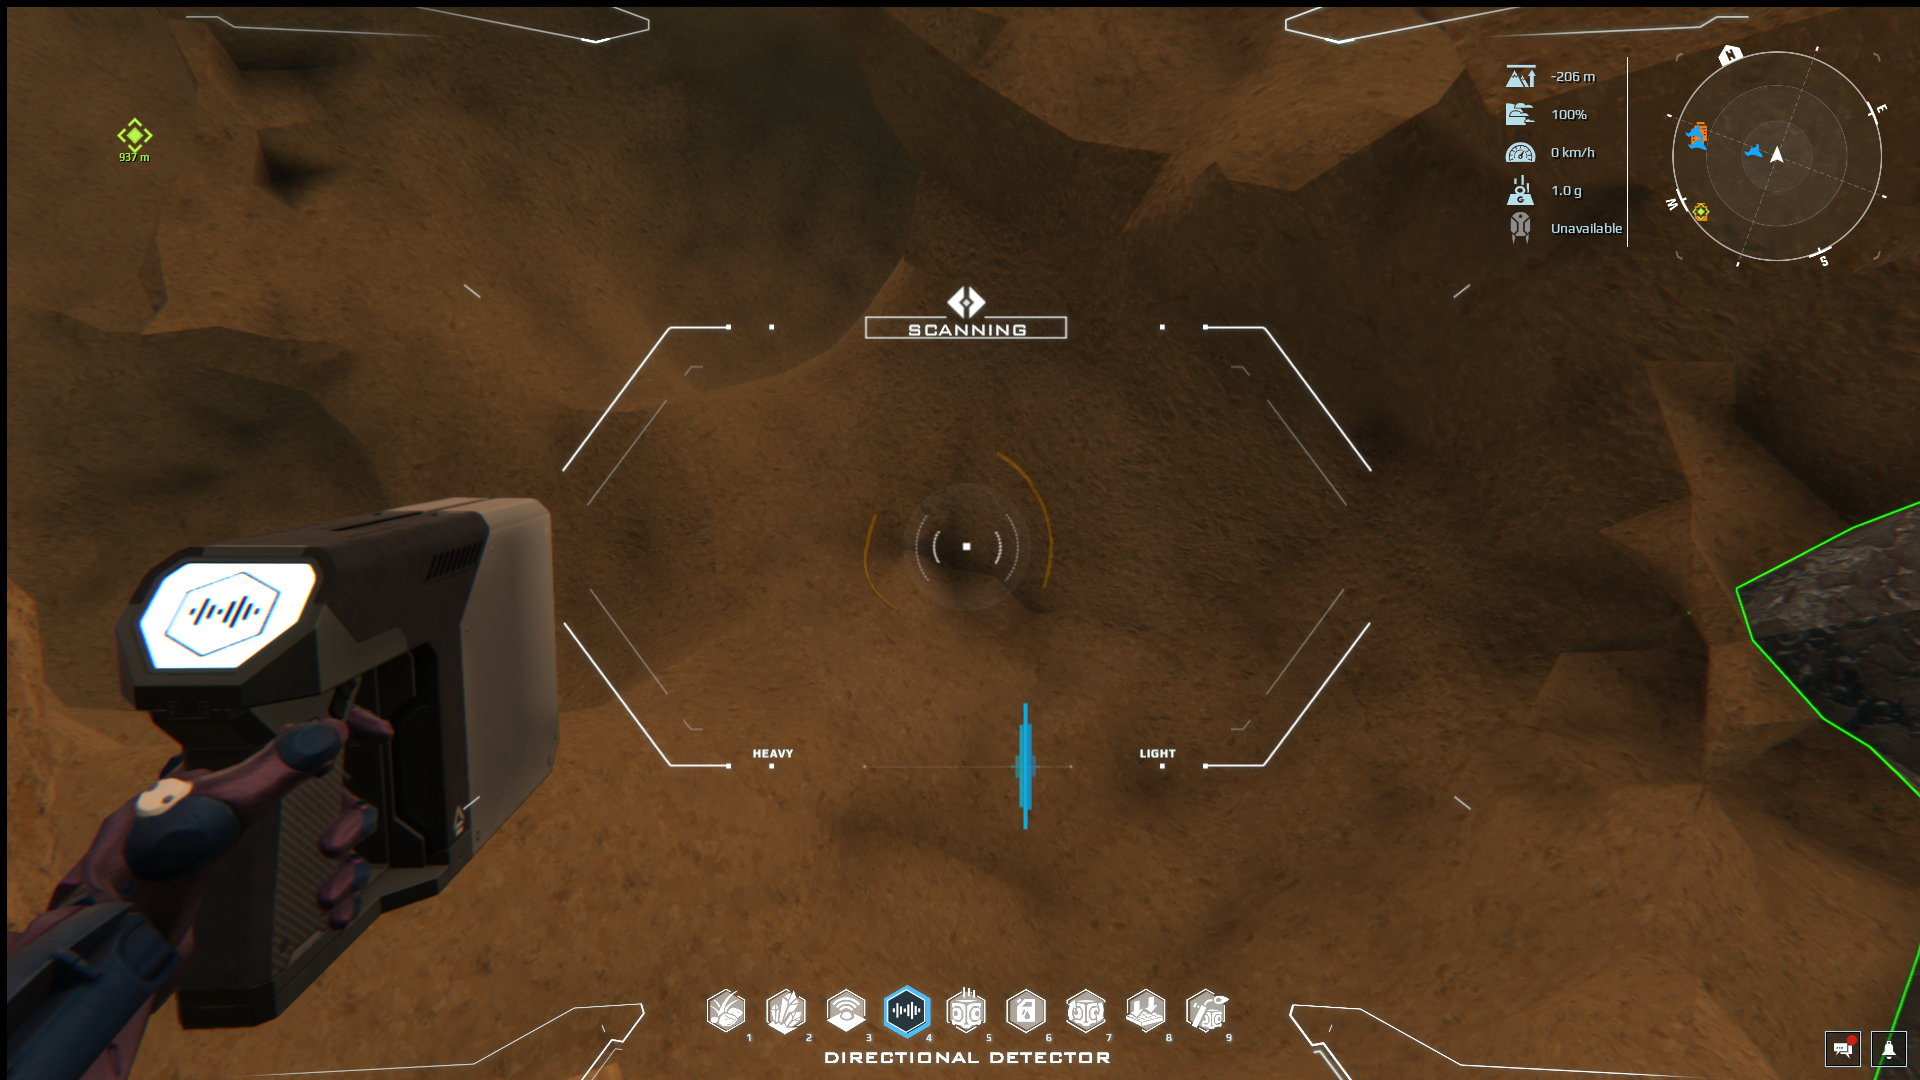 -206 m
N
100%
E
937 m
0 km/h
1.0 g
W
Unavailable
S
SCANNING
HEAVY
LIGHT
1 2 3 4 5 6 7 8 9
DIRECTIONAL DETECTOR